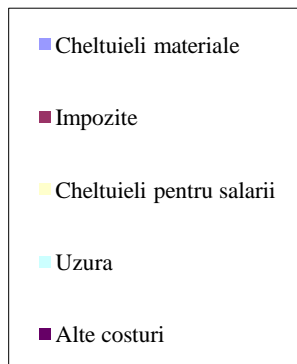 Cheltuieli materiale
Impozite
Cheltuieli pentru salarii
Uzura
Alte costuri